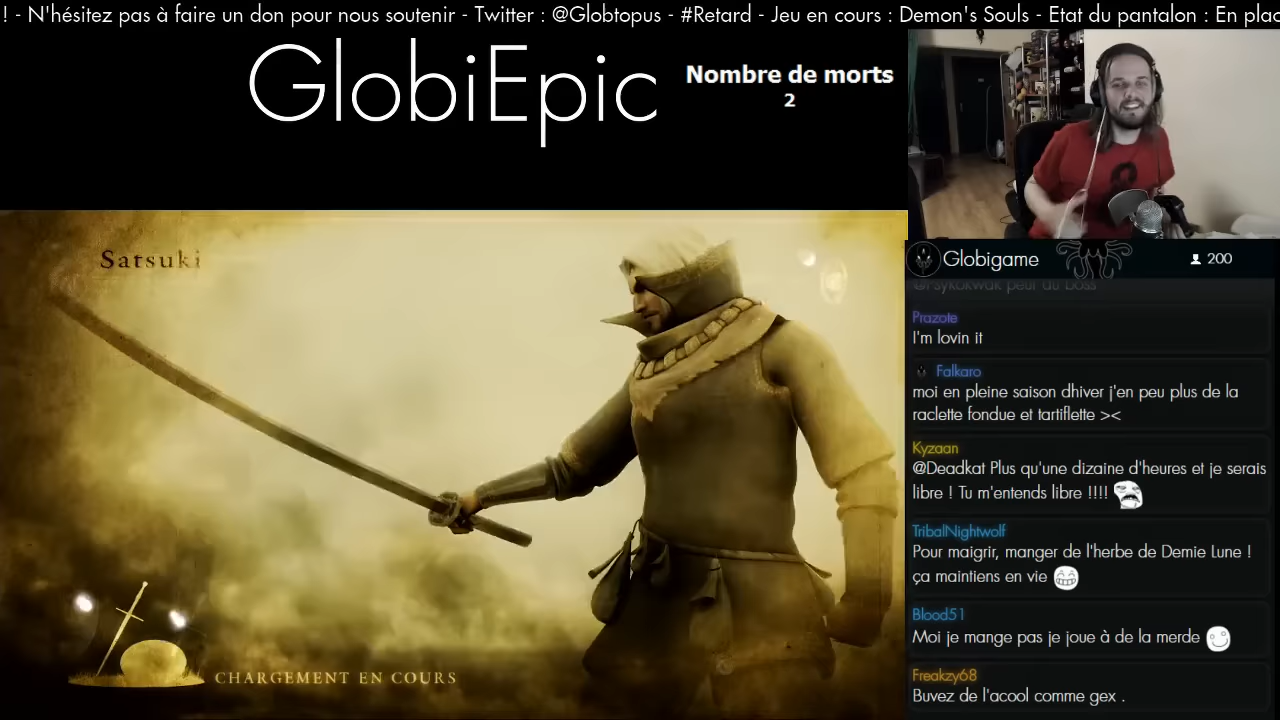 ! - N'hésitez pas à faire un don pour nous soutenir - Twitter : @Globtopus - #Retard - Jeu en cours : Demon's Souls - Etat du pantalon : En plac
GlobiEpic
Nombre de morts
2
Satsuki
CHARGEMENT EN COURS
Globigame
200
@Psykokwak peur du boss
Prazote
I'm lovin it
Falkaro
moi en pleine saison dhiver j'en peu plus de la
raclette fondue et tartiflette ><
Kyzaan
@Deadkat Plus qu'une dizaine d'heures et je serais
libre ! Tu m'entends libre !!!!
TribalNightwolf
Pour maigrir, manger de l'herbe de Demie Lune !
ça maintiens en vie
Blood51
Moi je mange pas je joue à de la merde
Freakzy68
Buvez de l'acool comme gex .